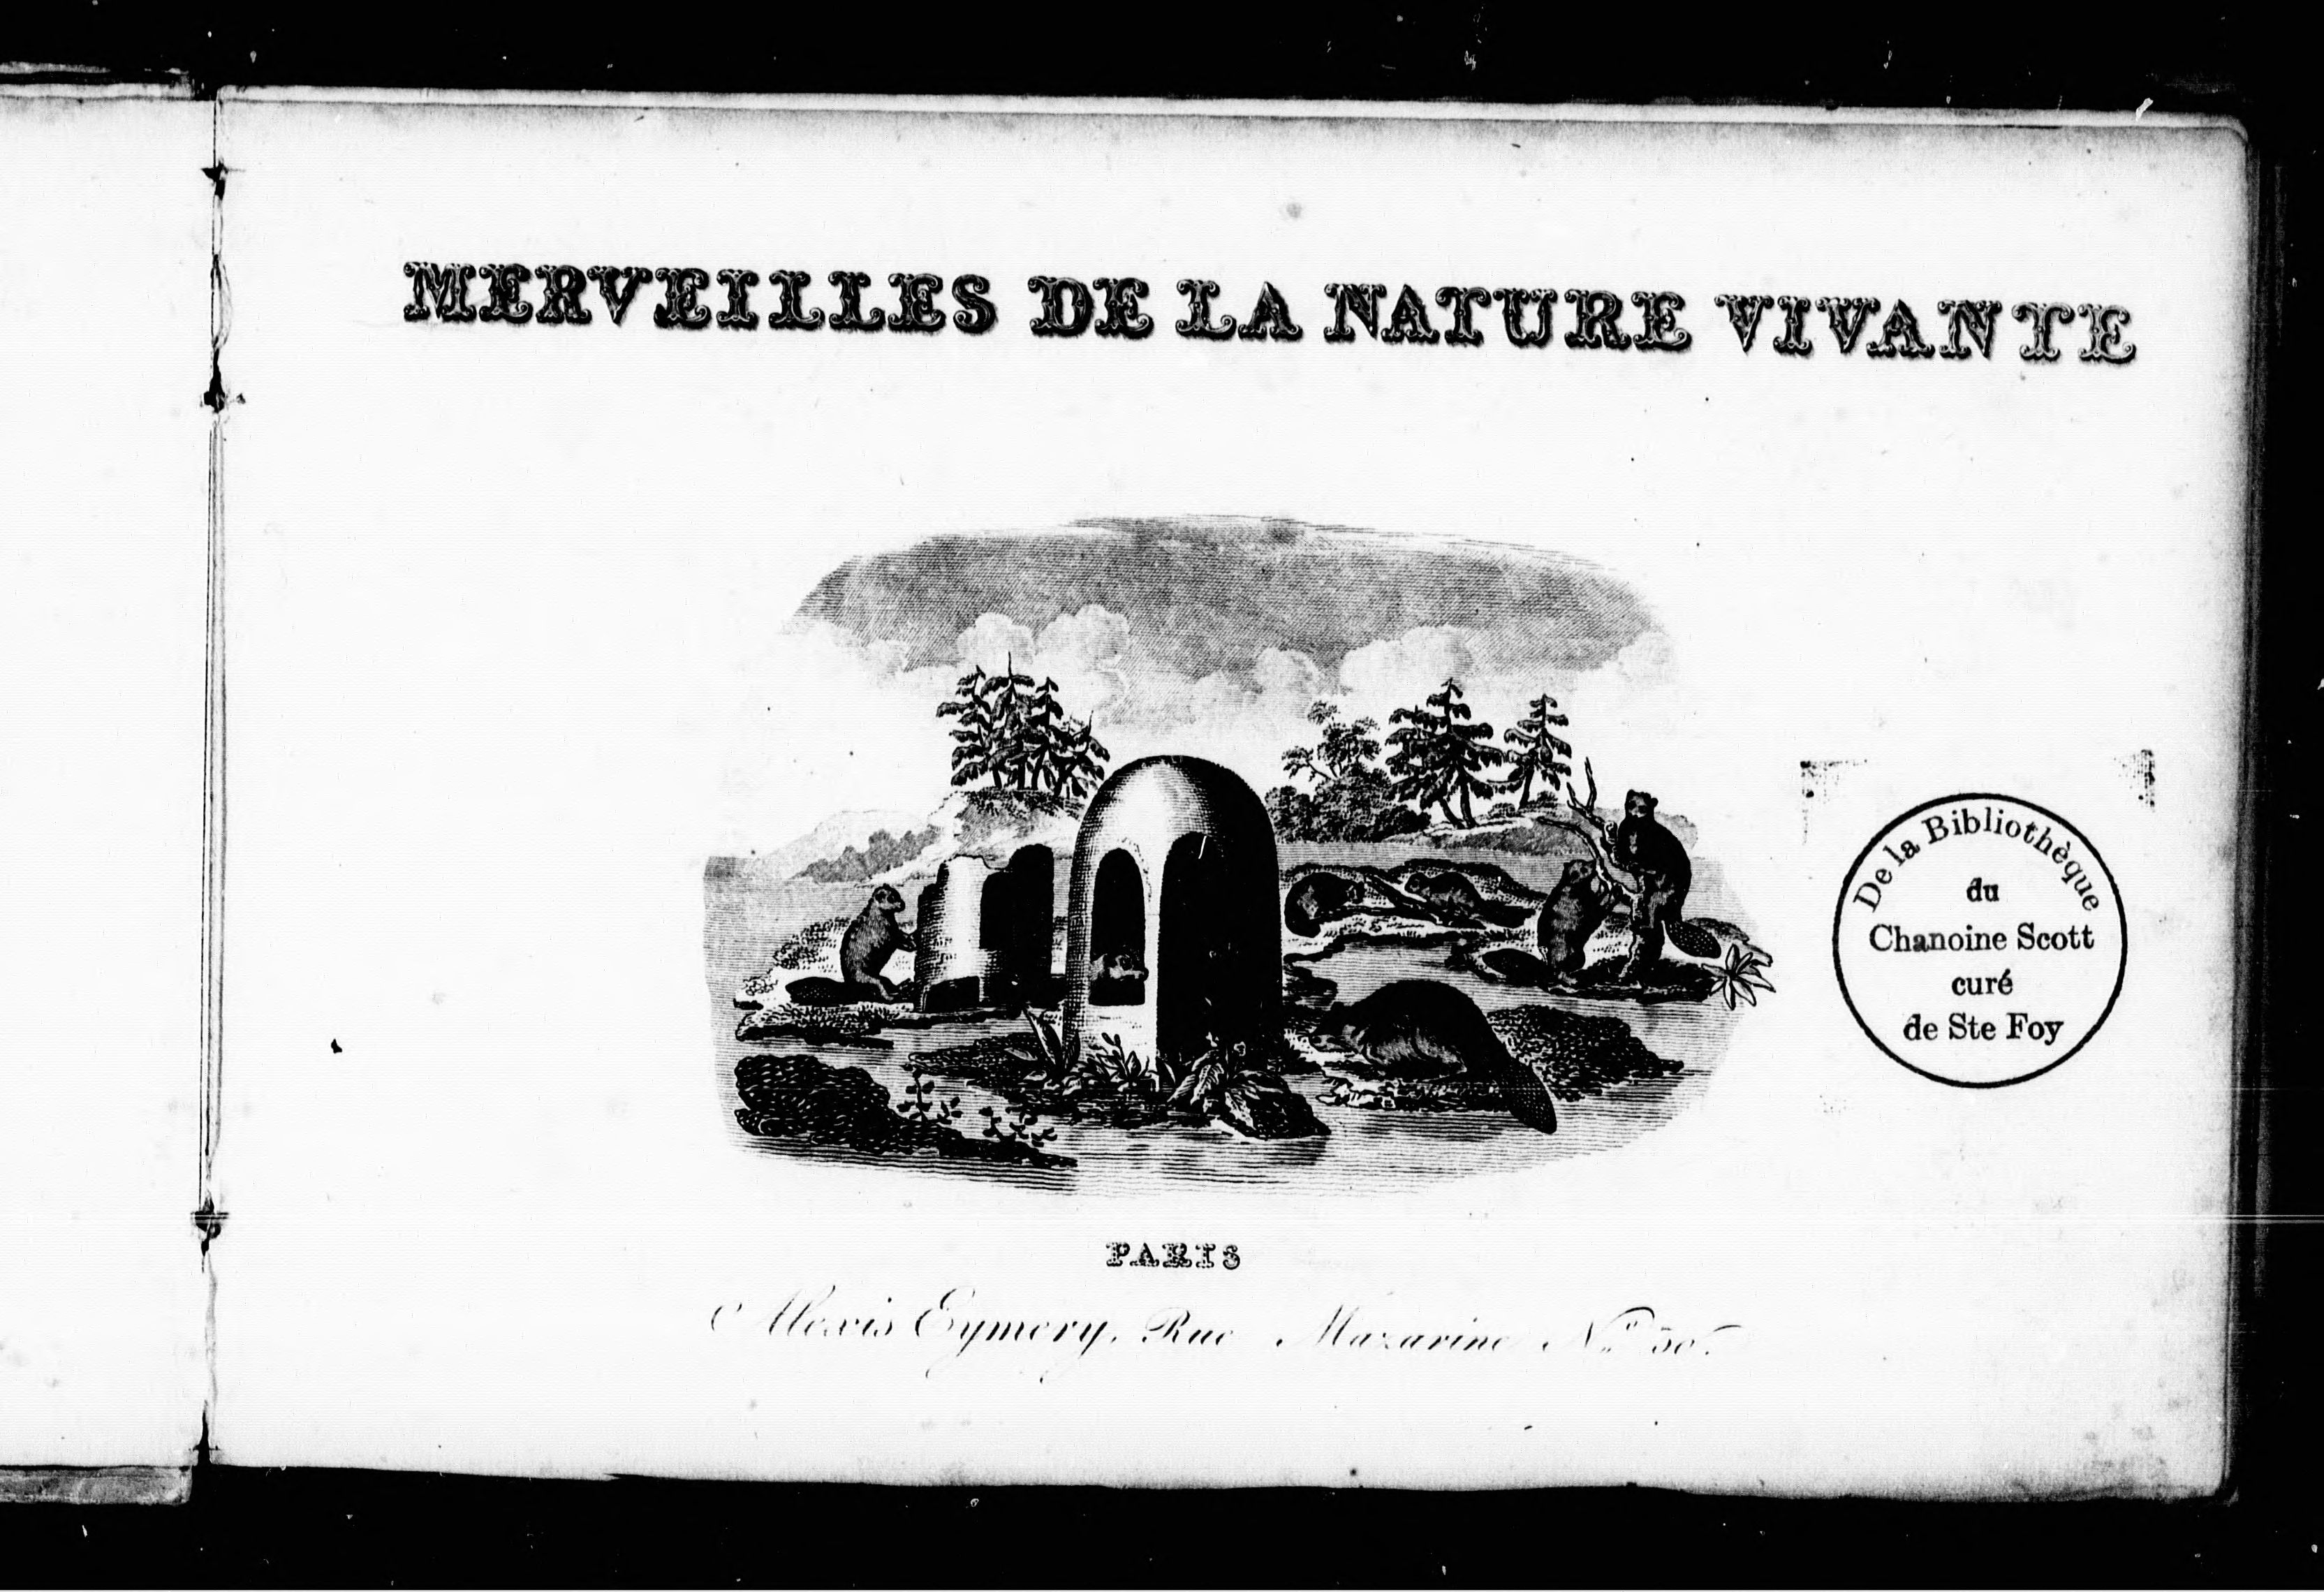 MERVEILLES DE LA NATURE VIVANTE
De la Bibliothèque
du
Chanoine Scott
curé
de Ste Foy
PARIS
Alexis Eymery, Rue Mazarine No 30.